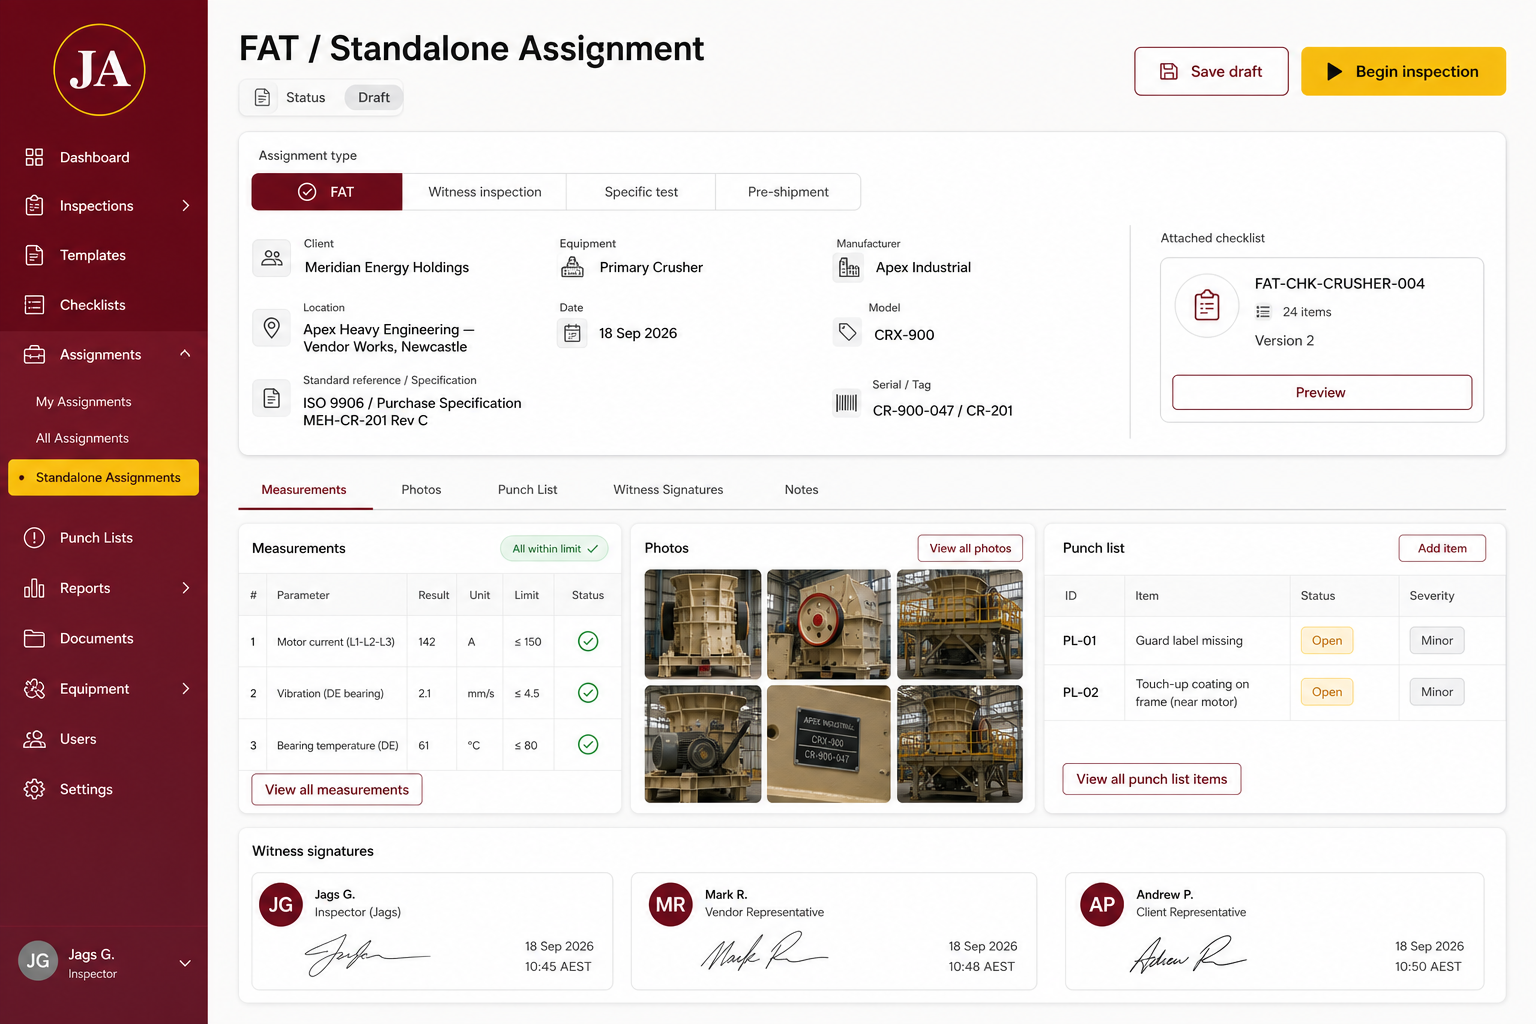 JA
Dashboard
Inspections
Templates
Checklists
Assignments
My Assignments
All Assignments
Standalone Assignments
Punch Lists
Reports
Documents
Equipment
Users
Settings
JG
Jags G.
Inspector
FAT / Standalone Assignment
Status Draft
Save draft
Begin inspection
Assignment type
FAT Witness inspection Specific test Pre-shipment
Client
Meridian Energy Holdings
Equipment
Primary Crusher
Manufacturer
Apex Industrial
Location
Apex Heavy Engineering —
Vendor Works, Newcastle
Date
18 Sep 2026
Model
CRX-900
Standard reference / Specification
ISO 9906 / Purchase Specification
MEH-CR-201 Rev C
Serial / Tag
CR-900-047 / CR-201
Attached checklist
FAT-CHK-CRUSHER-004
24 items
Version 2
Preview
Measurements Photos Punch List Witness Signatures Notes
Measurements
All within limit
# Parameter Result Unit Limit Status
1 Motor current (L1-L2-L3) 142 A ≤ 150
2 Vibration (DE bearing) 2.1 mm/s ≤ 4.5
3 Bearing temperature (DE) 61 °C ≤ 80
View all measurements
Photos
View all photos
APEX INDUSTRIAL
CRX-900
CR-900-047
Punch list
Add item
ID Item Status Severity
PL-01 Guard label missing Open Minor
PL-02 Touch-up coating on
frame (near motor) Open Minor
View all punch list items
Witness signatures
JG
Jags G.
Inspector (Jags)
18 Sep 2026
10:45 AEST
MR
Mark R.
Vendor Representative
Mark R
18 Sep 2026
10:48 AEST
AP
Andrew P.
Client Representative
18 Sep 2026
10:50 AEST